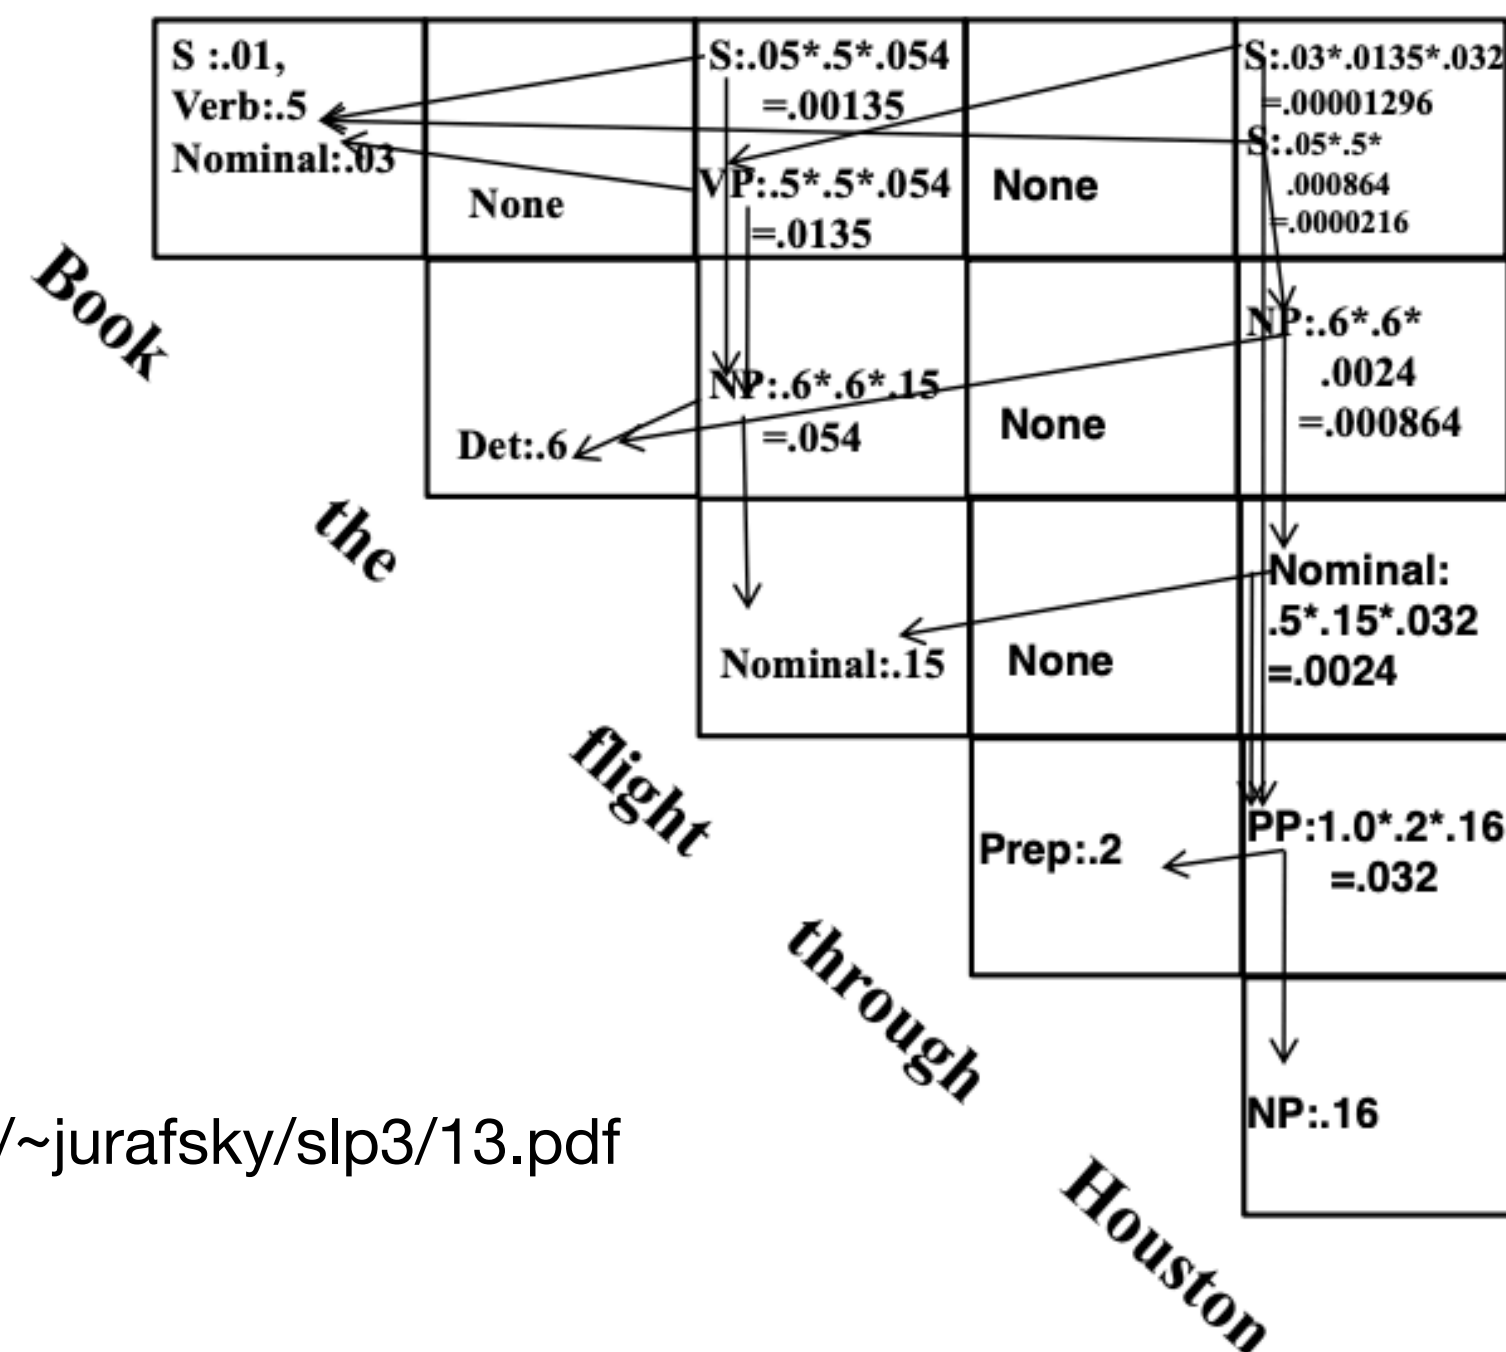 S :.01,
Verb:.5
Nominal:.03
None
S:.05*.5*.054
=.00135
VP:.5*.5*.054
=.0135
None
S:.03*.0135*.032
=.00001296
S:.05*.5*
.000864
=.0000216
Book
Det:.6
NP:.6*.6*.15
=.054
None
NP:.6*.6*
.0024
=.000864
the
Nominal:.15
None
Nominal:
.5*.15*.032
=.0024
flight
Prep:.2
PP:1.0*.2*.16
=.032
through
NP:.16
/~jurafsky/slp3/13.pdf
Houston